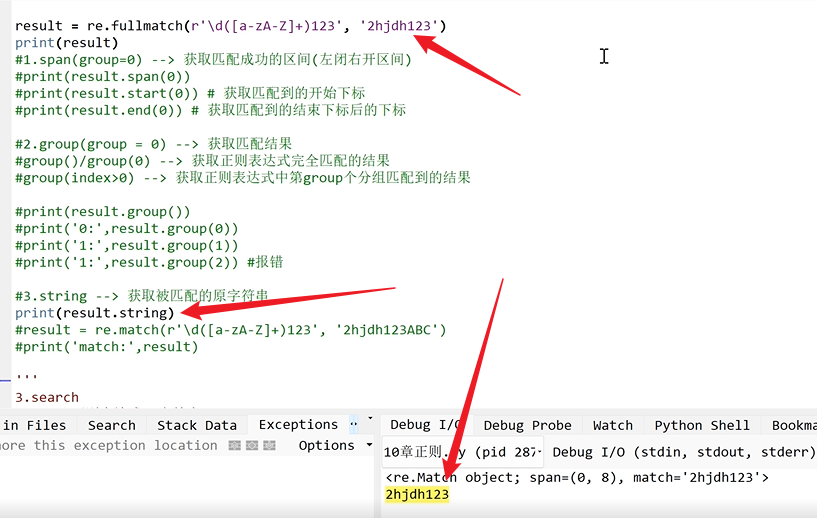 result = re.fullmatch(r'\d([a-zA-Z]+)123', '2hjdh123')
print(result)
#1.span(group=0) --> 获取匹配成功的区间(左闭右开区间)
#print(result.span(0))
#print(result.start(0)) # 获取匹配到的开始下标
#print(result.end(0)) # 获取匹配到的结束下标后的下标
#2.group(group = 0) --> 获取匹配结果
#group()/group(0) --> 获取正则表达式完全匹配的结果
#group(index>0) --> 获取正则表达式中第group个分组匹配到的结果
#print(result.group())
#print('0:',result.group(0))
#print('1:',result.group(1))
#print('1:',result.group(2)) #报错
#3.string --> 获取被匹配的原字符串
print(result.string)
#result = re.match(r'\d([a-zA-Z]+)123', '2hjdh123ABC')
#print('match:',result)
'''
3.search
in Files Search Stack Data Exceptions
nore this exception location Options
Debug I/O Debug Probe Watch Python Shell Bookma
10章正则.py (pid 287 Debug I/O (stdin, stdout, stderr)
<re.Match object; span=(0, 8), match='2hjdh123'>
2hjdh123